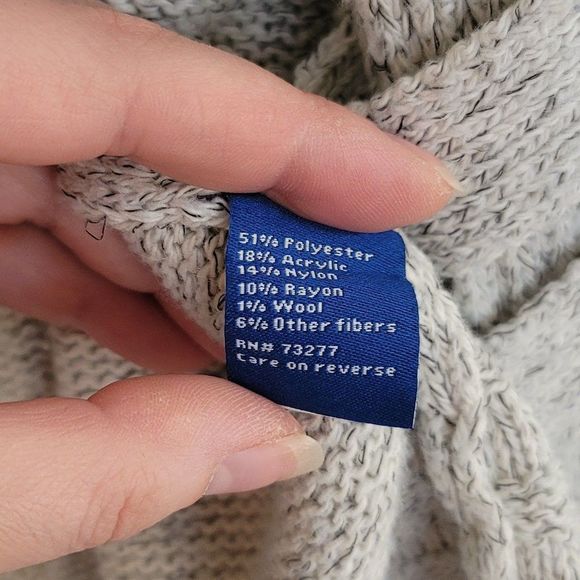 51% Polyester
18% Acrylic
14% Nylon
10% Rayon
1% Wool
6% Other fibers
RN# 73277
Care on reverse